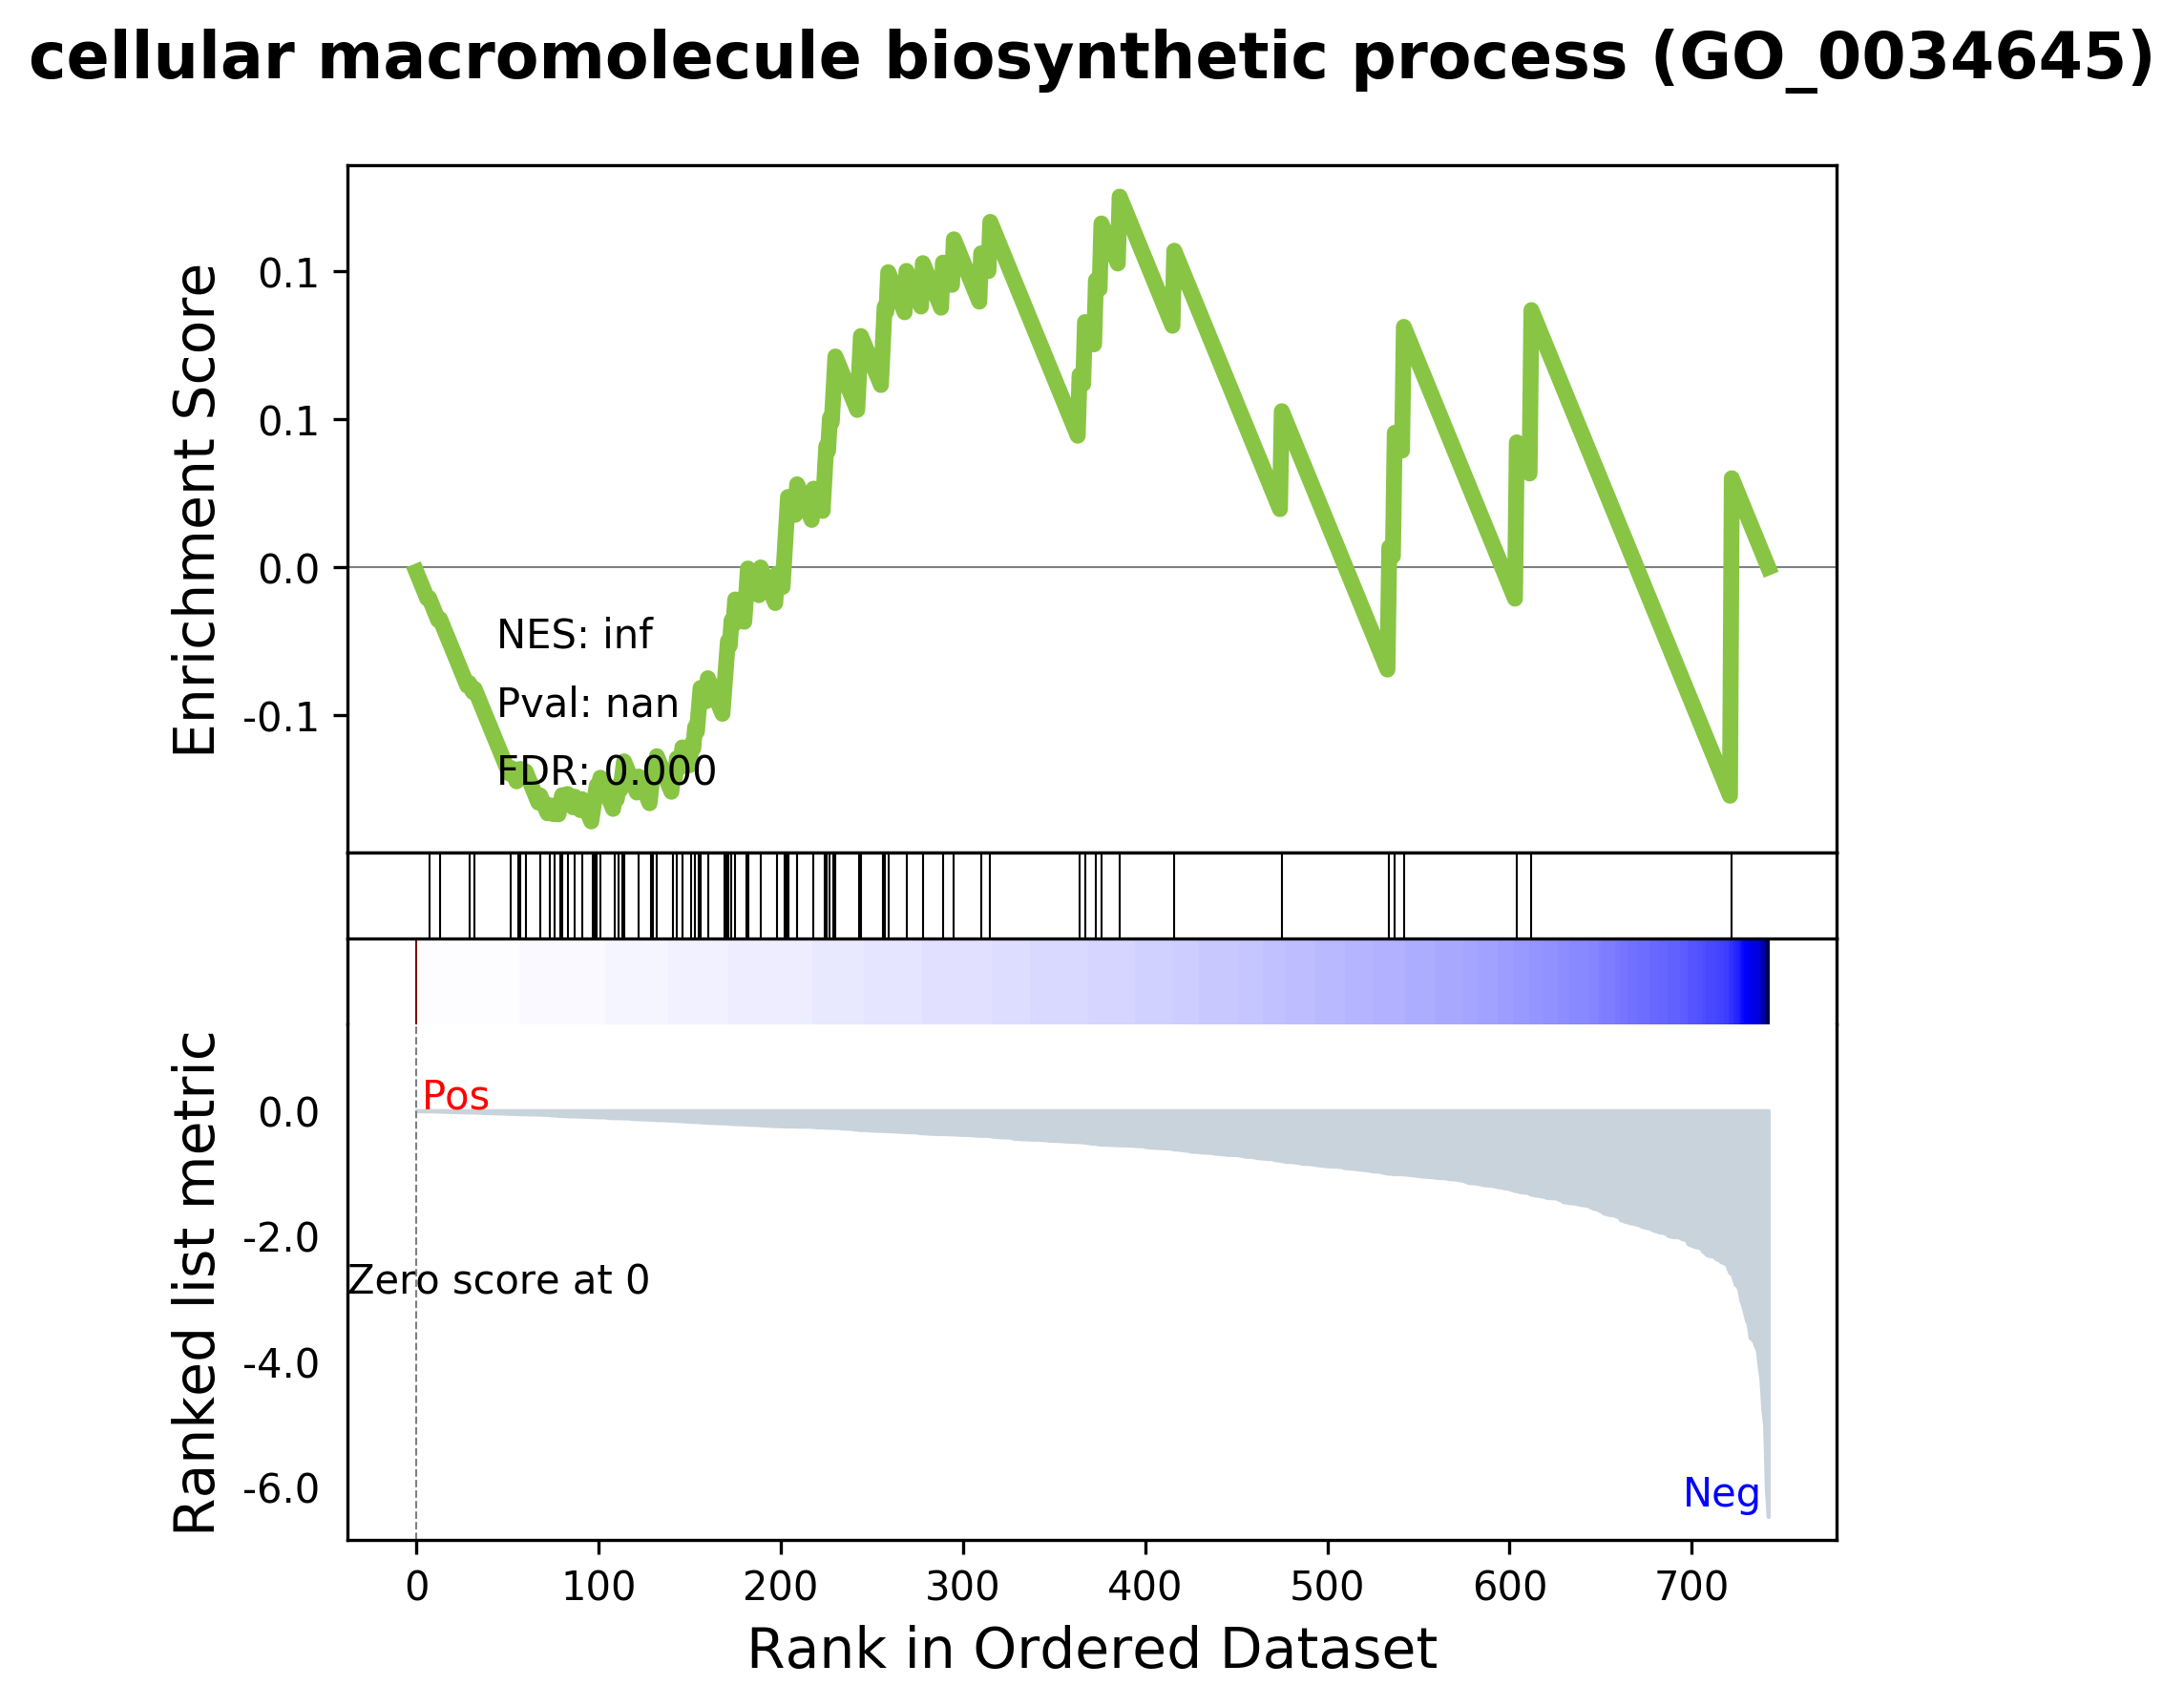 cellular macromolecule biosynthetic process (GO_0034645)
Enrichment Score
0.1
0.1
0.0
-0.1
NES: inf
Pval: nan
FDR: 0.000
Ranked list metric
0.0
-2.0
-4.0
-6.0
Pos
Zero score at 0
Neg
0 100 200 300 400 500 600 700
Rank in Ordered Dataset